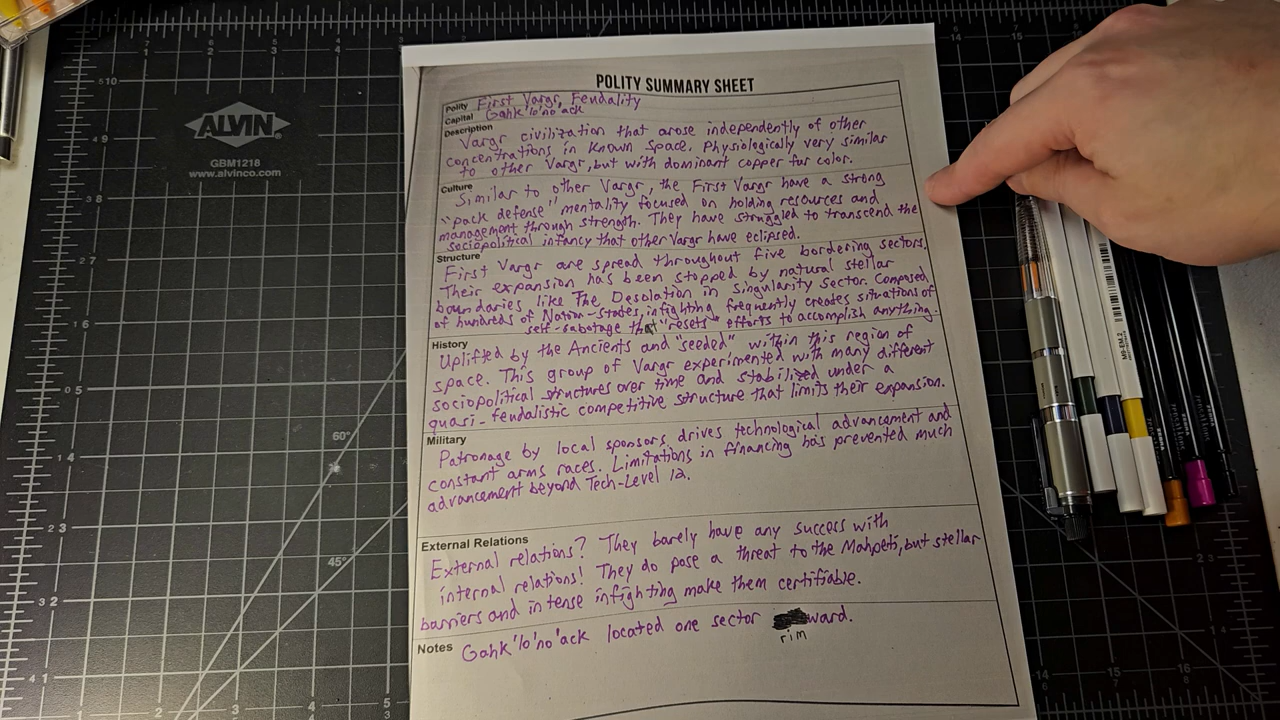 ALVIN
GBM1218
www.alvinco.com
POLITY SUMMARY SHEET
Polity First Vargr, Feudality
Capital Gahk'lo'no'ack
Description
Vargr civilization that arose independently of other
concentrations in known space. Physiologically very similar
to other Vargr, but with dominant copper fur color.
Culture
Similar to other Vargr, the First Vargr have a strong
"pack defense" mentality focused on holding resources and
management through strength. They have struggled to transcend the
sociopolitical infancy that other Vargr have eclipsed.
Structure
First Vargr are spread throughout five bordering sectors.
Their expansion has been stopped by natural stellar
boundaries like The Desolation in Singularity sector. Composed
of hundreds of Nation-States, infighting frequently creates situations of
self-sabotage that "resets" efforts to accomplish anything.
History
Uplifted by the Ancients and "seeded" within this region of
space. This group of Vargr experimented with many different
sociopolitical structures over time and stabilized under a
quasi-feudalistic competitive structure that limits their expansion.
Military
Patronage by local sponsors drives technological advancement and
constant arms races. Limitations in financing has prevented much
advancement beyond Tech-Level 12.
External Relations
External relations? They barely have any success with
internal relations! They do pose a threat to the Mahpeti, but stellar
barriers and intense infighting make them certifiable.
Notes
Gahk'lo'no'ack located one sector ward.
rim
60°
45°